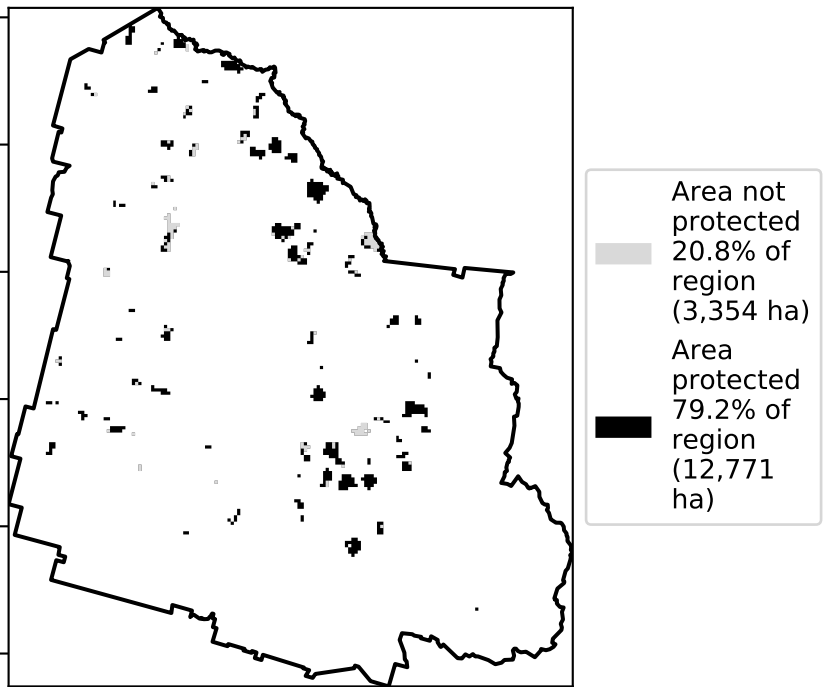 Area not
protected
20.8% of
region
(3,354 ha)
Area
protected
79.2% of
region
(12,771
ha)